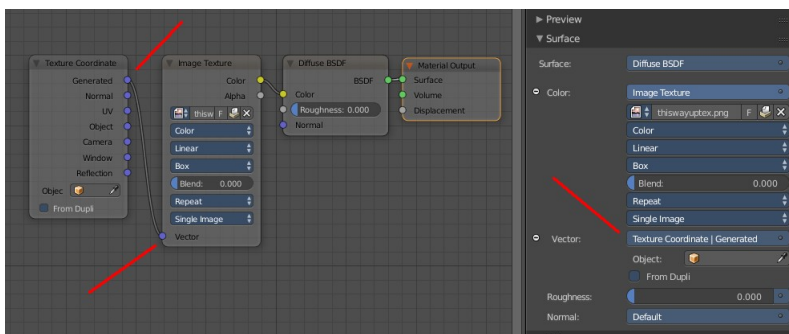 Texture Coordinate
Generated
Normal
UV
Object
Camera
Window
Reflection
Objec
From Dupli
Image Texture
Color
Alpha
thisw F
Color
Linear
Box
Blend: 0.000
Repeat
Single Image
Vector
Diffuse BSDF
BSDF
Color
Roughness: 0.000
Normal
Material Output
Surface
Volume
Displacement
Preview
Surface
Surface: Diffuse BSDF
Color: Image Texture
thiswayuptex.png F
Color
Linear
Box
Blend: 0.000
Repeat
Single Image
Vector: Texture Coordinate | Generated
Object:
From Dupli
Roughness: 0.000
Normal: Default